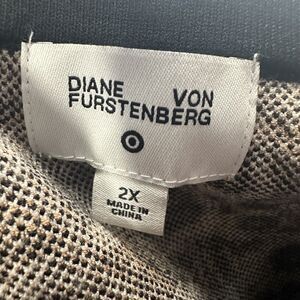 DIANE VON
FURSTENBERG
2X
MADE IN
CHINA